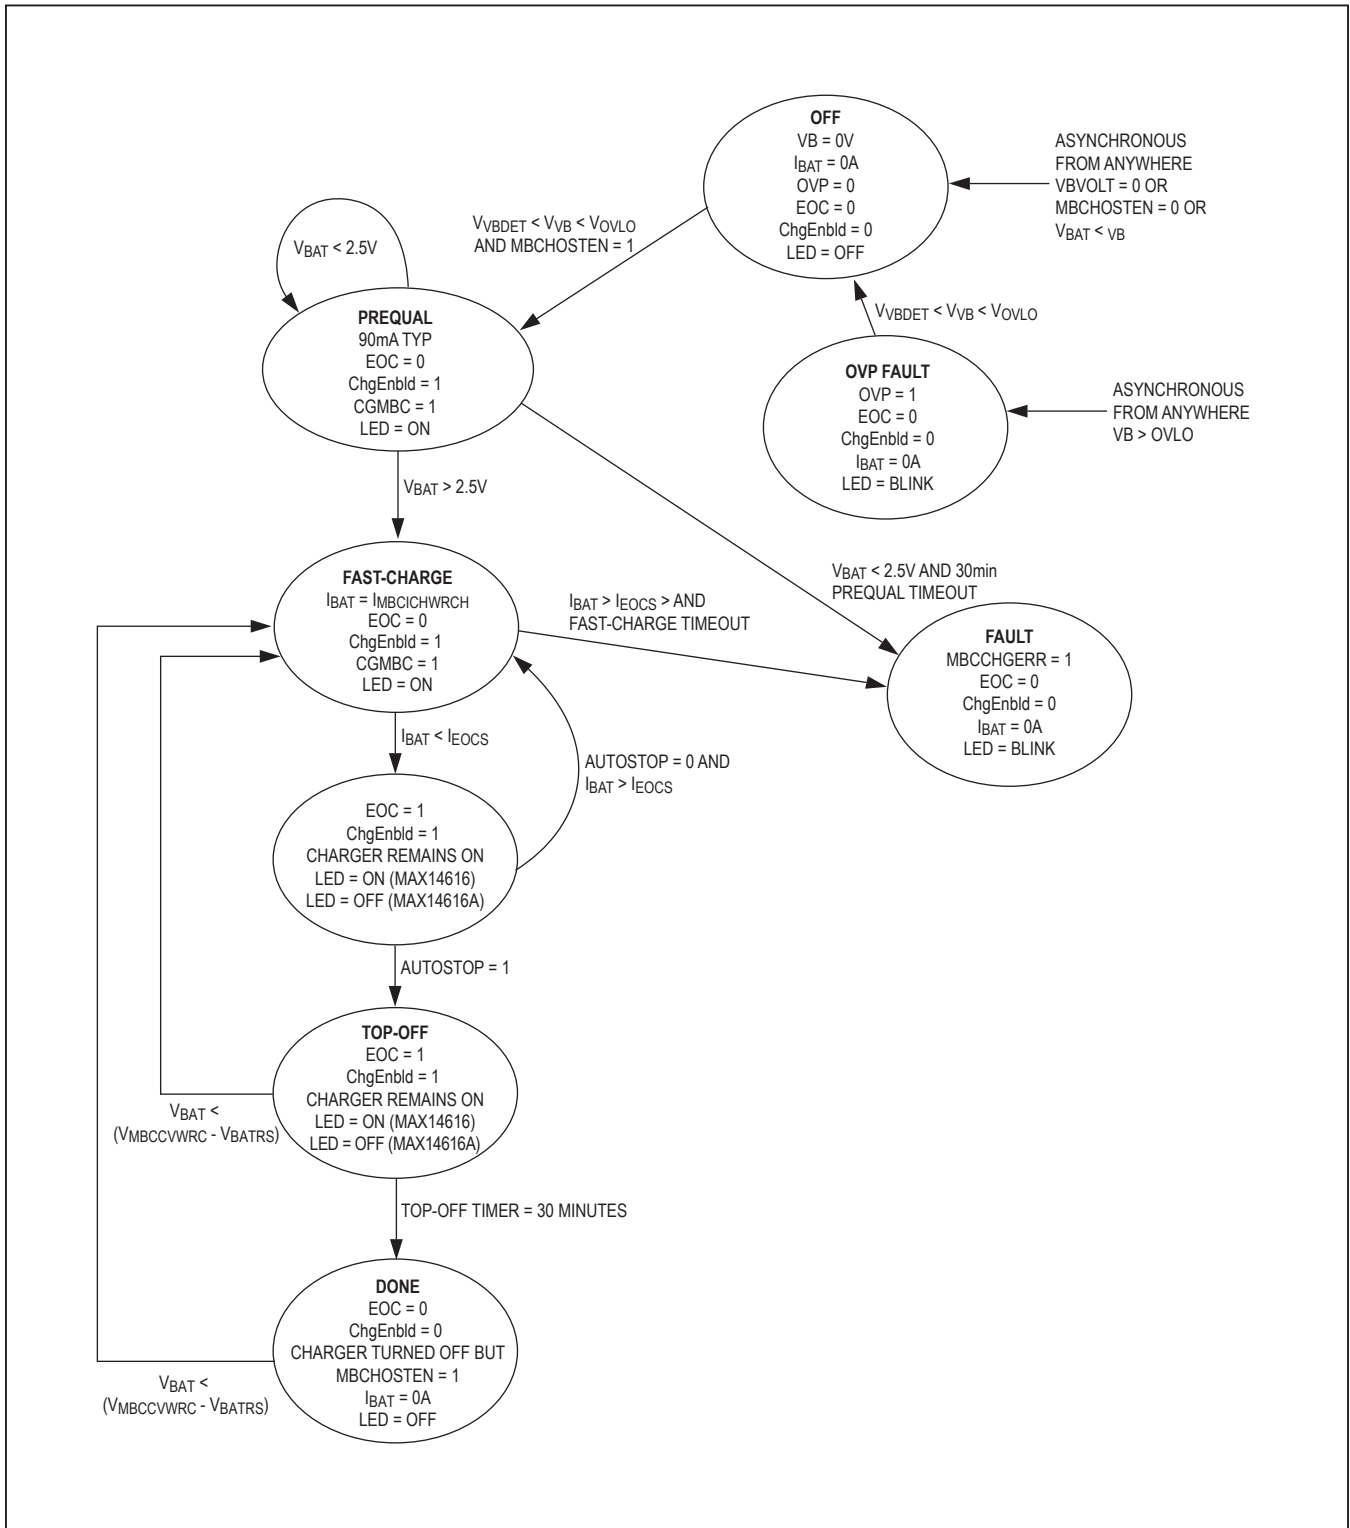 OFF
VB = 0V
IBAT = 0A
OVP = 0
EOC = 0
ChgEnbld = 0
LED = OFF
ASYNCHRONOUS
FROM ANYWHERE
VBVOLT = 0 OR
MBCHOSTEN = 0 OR
VBAT < VB
VVBDET < VVB < VOVLO
AND MBCHOSTEN = 1
VBAT < 2.5V
PREQUAL
90mA TYP
EOC = 0
ChgEnbld = 1
CGMBC = 1
LED = ON
VVBDET < VVB < VOVLO
OVP FAULT
OVP = 1
EOC = 0
ChgEnbld = 0
IBAT = 0A
LED = BLINK
ASYNCHRONOUS
FROM ANYWHERE
VB > OVLO
VBAT > 2.5V
FAST-CHARGE
IBAT = IMBCICHWRCH
EOC = 0
ChgEnbld = 1
CGMBC = 1
LED = ON
IBAT > IEOCS > AND
FAST-CHARGE TIMEOUT
VBAT < 2.5V AND 30min
PREQUAL TIMEOUT
FAULT
MBCCHGERR = 1
EOC = 0
ChgEnbld = 0
IBAT = 0A
LED = BLINK
IBAT < IEOCS
AUTOSTOP = 0 AND
IBAT > IEOCS
EOC = 1
ChgEnbld = 1
CHARGER REMAINS ON
LED = ON (MAX14616)
LED = OFF (MAX14616A)
AUTOSTOP = 1
TOP-OFF
EOC = 1
ChgEnbld = 1
CHARGER REMAINS ON
LED = ON (MAX14616)
LED = OFF (MAX14616A)
VBAT <
(VMBCCVWRC - VBATRS)
TOP-OFF TIMER = 30 MINUTES
DONE
EOC = 0
ChgEnbld = 0
CHARGER TURNED OFF BUT
MBCHOSTEN = 1
IBAT = 0A
LED = OFF
VBAT <
(VMBCCVWRC - VBATRS)